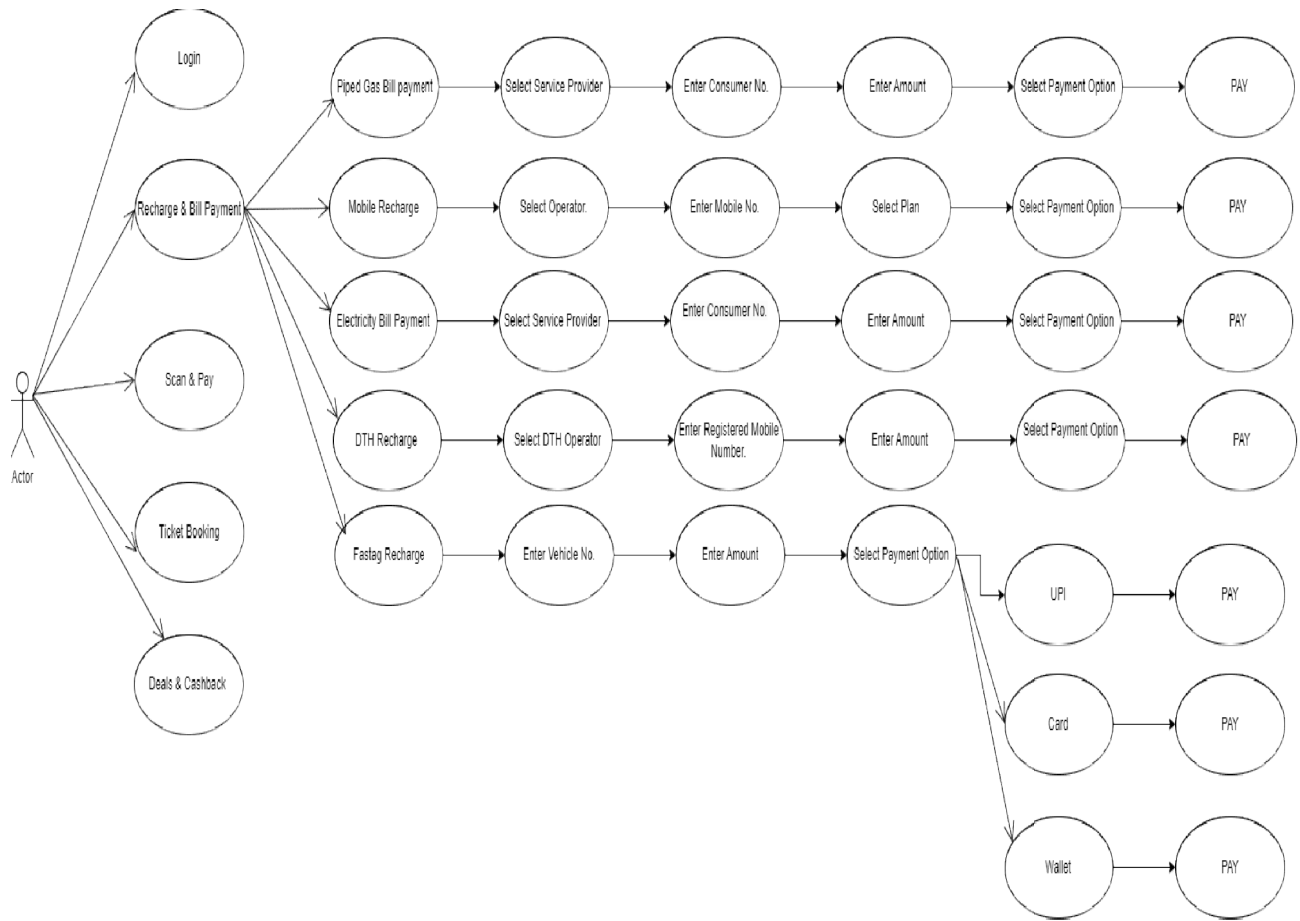 Login
Piped Gas Bill payment
Select Service Provider
Enter Consumer No.
Enter Amount
Select Payment Option
PAY
Recharge & Bill Payment
Mobile Recharge
Select Operator.
Enter Mobile No.
Select Plan
Select Payment Option
PAY
Electricity Bill Payment
Select Service Provider
Enter Consumer No.
Enter Amount
Select Payment Option
PAY
Scan & Pay
Actor
DTH Recharge
Select DTH Operator
Enter Registered Mobile
Number.
Enter Amount
Select Payment Option
PAY
Ticket Booking
Fastag Recharge
Enter Vehicle No.
Enter Amount
Select Payment Option
UPI
PAY
Deals & Cashback
Card
PAY
Wallet
PAY